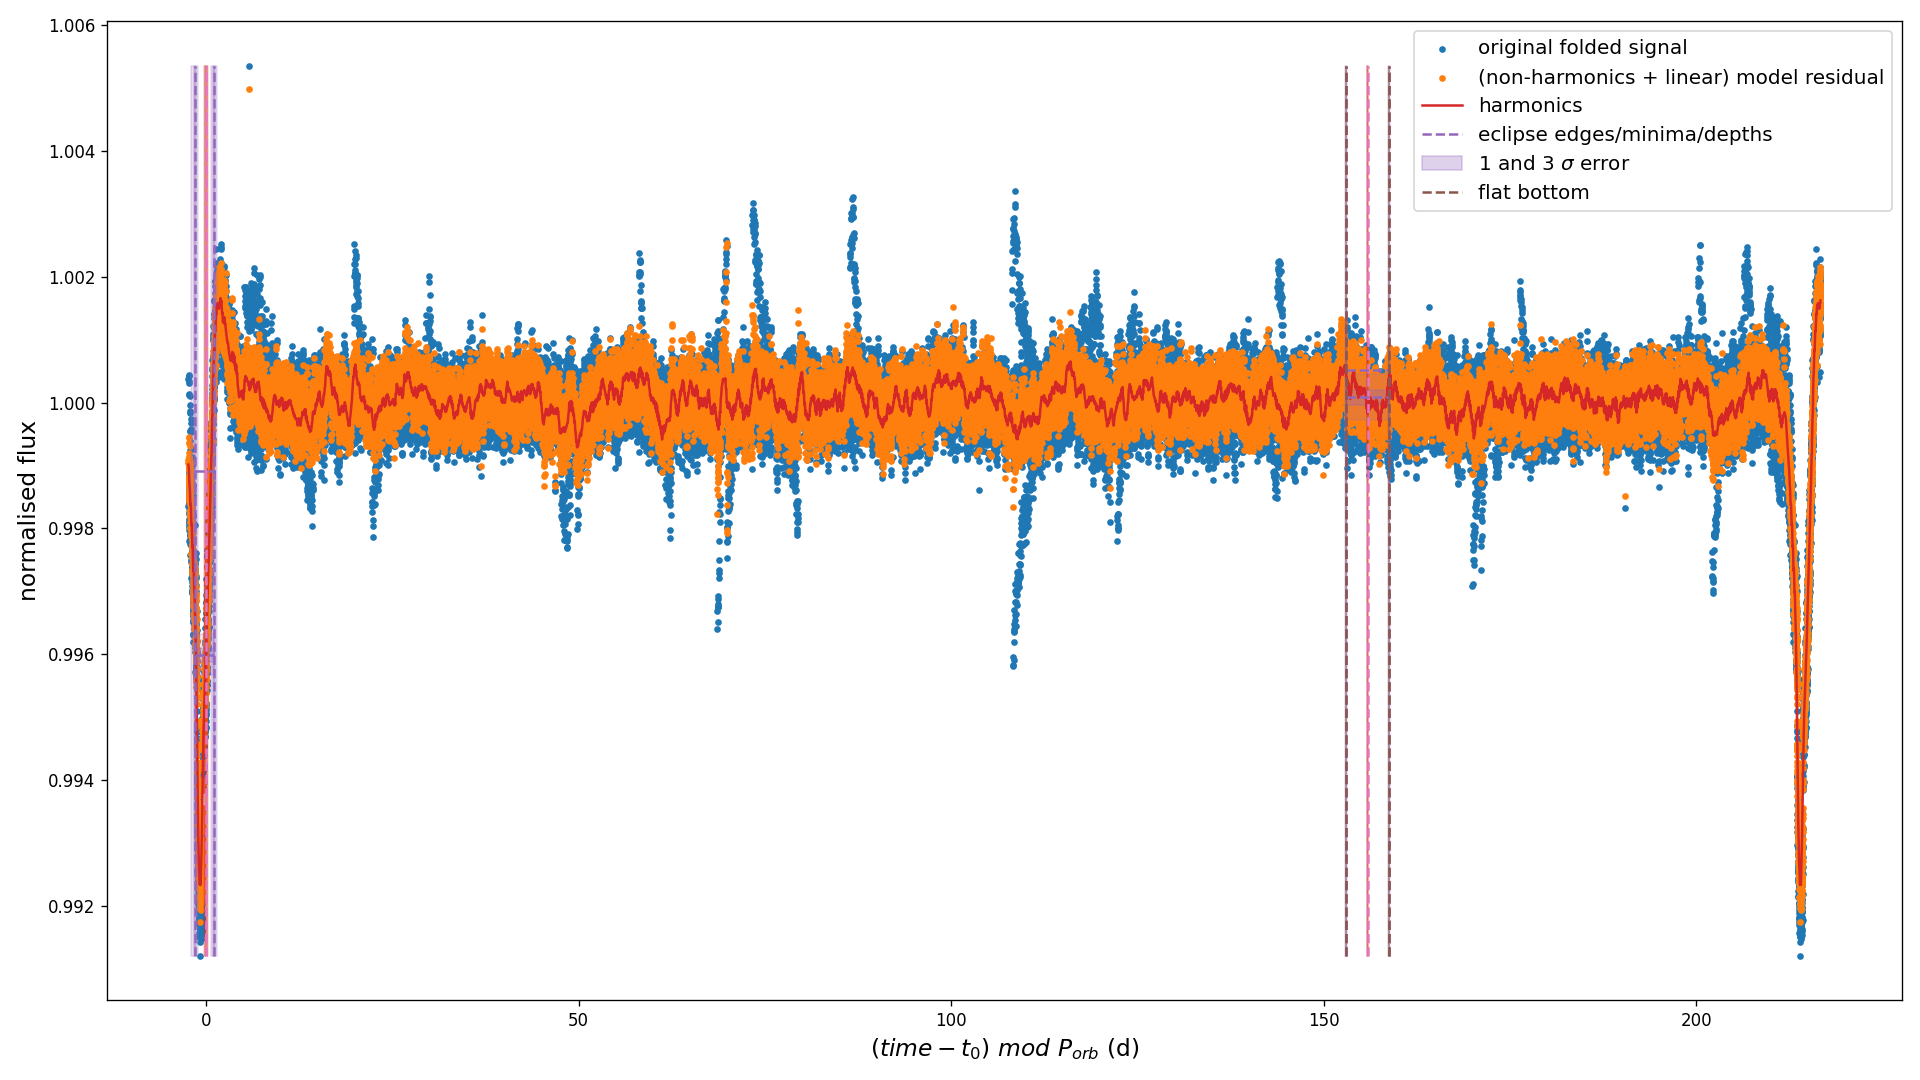 1.006
1.004
1.002
1.000
0.998
0.996
0.994
0.992
normalised flux
original folded signal
(non-harmonics + linear) model residual
harmonics
eclipse edges/minima/depths
1 and 3 σ error
flat bottom
0 50 100 150 200
(time − t₀) mod P_orb (d)